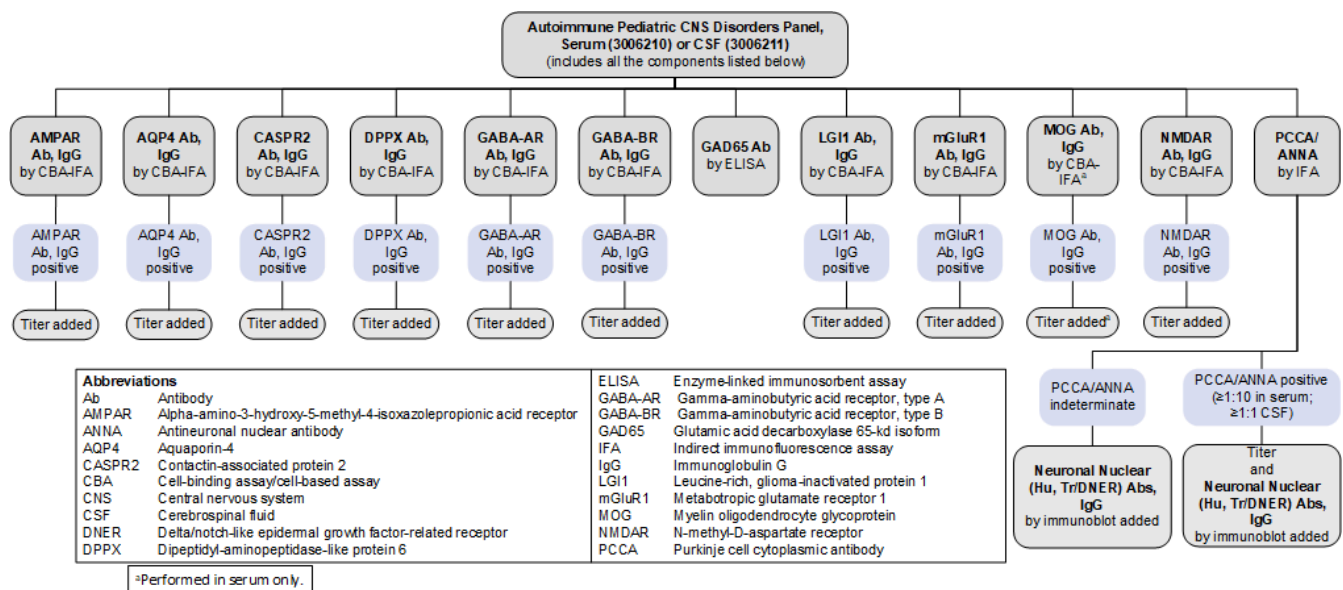 Autoimmune Pediatric CNS Disorders Panel,
Serum (3006210) or CSF (3006211)
(includes all the components listed below)
AMPAR
Ab, IgG
by CBA-IFA
AQP4 Ab,
IgG
by CBA-IFA
CASPR2
Ab, IgG
by CBA-IFA
DPPX Ab,
IgG
by CBA-IFA
GABA-AR
Ab, IgG
by CBA-IFA
GABA-BR
Ab, IgG
by CBA-IFA
GAD65 Ab
by ELISA
LGI1 Ab,
IgG
by CBA-IFA
mGluR1
Ab, IgG
by CBA-IFA
MOG Ab,
IgG
by CBA-
IFAᵃ
NMDAR
Ab, IgG
by CBA-IFA
PCCA/
ANNA
by IFA
AMPAR
Ab, IgG
positive
AQP4 Ab,
IgG
positive
CASPR2
Ab, IgG
positive
DPPX Ab,
IgG
positive
GABA-AR
Ab, IgG
positive
GABA-BR
Ab, IgG
positive
LGI1 Ab,
IgG
positive
mGluR1
Ab, IgG
positive
MOG Ab,
IgG
positive
NMDAR
Ab, IgG
positive
Titer added
Titer added
Titer added
Titer added
Titer added
Titer added
Titer added
Titer added
Titer addedᵃ
Titer added
PCCA/ANNA
indeterminate
PCCA/ANNA positive
(≥1:10 in serum;
≥1:1 CSF)
Neuronal Nuclear
(Hu, Tr/DNER) Abs,
IgG
by immunoblot added
Titer
and
Neuronal Nuclear
(Hu, Tr/DNER) Abs,
IgG
by immunoblot added
Abbreviations
Ab Antibody
AMPAR Alpha-amino-3-hydroxy-5-methyl-4-isoxazolepropionic acid receptor
ANNA Antineuronal nuclear antibody
AQP4 Aquaporin-4
CASPR2 Contactin-associated protein 2
CBA Cell-binding assay/cell-based assay
CNS Central nervous system
CSF Cerebrospinal fluid
DNER Delta/notch-like epidermal growth factor-related receptor
DPPX Dipeptidyl-aminopeptidase-like protein 6
ELISA Enzyme-linked immunosorbent assay
GABA-AR Gamma-aminobutyric acid receptor, type A
GABA-BR Gamma-aminobutyric acid receptor, type B
GAD65 Glutamic acid decarboxylase 65-kd isoform
IFA Indirect immunofluorescence assay
IgG Immunoglobulin G
LGI1 Leucine-rich, glioma-inactivated protein 1
mGluR1 Metabotropic glutamate receptor 1
MOG Myelin oligodendrocyte glycoprotein
NMDAR N-methyl-D-aspartate receptor
PCCA Purkinje cell cytoplasmic antibody
ᵃPerformed in serum only.